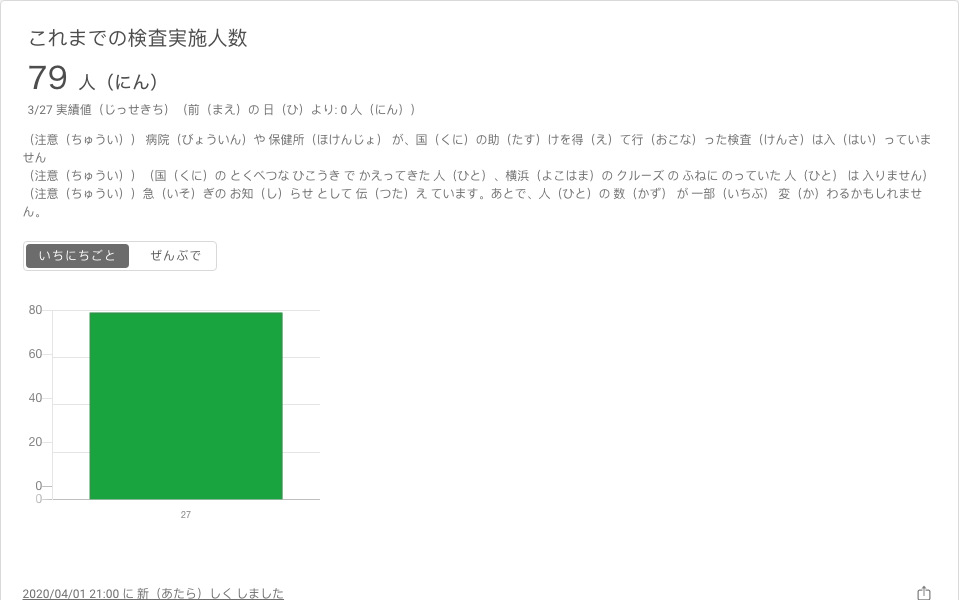 これまでの検査実施人数
79 人（にん）
3/27 実績値（じっせきち）（前（まえ）の 日（ひ）より: 0 人（にん））
（注意（ちゅうい）） 病院（びょういん）や 保健所（ほけんじょ） が、国（くに）の助（たす）けを得（え）て行（おこな）った検査（けんさ）は入（はい）っていま
せん
（注意（ちゅうい））（国（くに）の とくべつな ひこうき で かえってきた 人（ひと）、横浜（よこはま）の クルーズ の ふねに のっていた 人（ひと） は 入りません）
（注意（ちゅうい））急（いそ）ぎの お知（し）らせ として 伝（つた）え ています。あとで、人（ひと）の 数（かず） が 一部（いちぶ） 変（か）わるかもしれませ
ん。
いちにちごと ぜんぶで
80
60
40
20
0
0
27
2020/04/01 21:00 に 新（あたら）しく しました